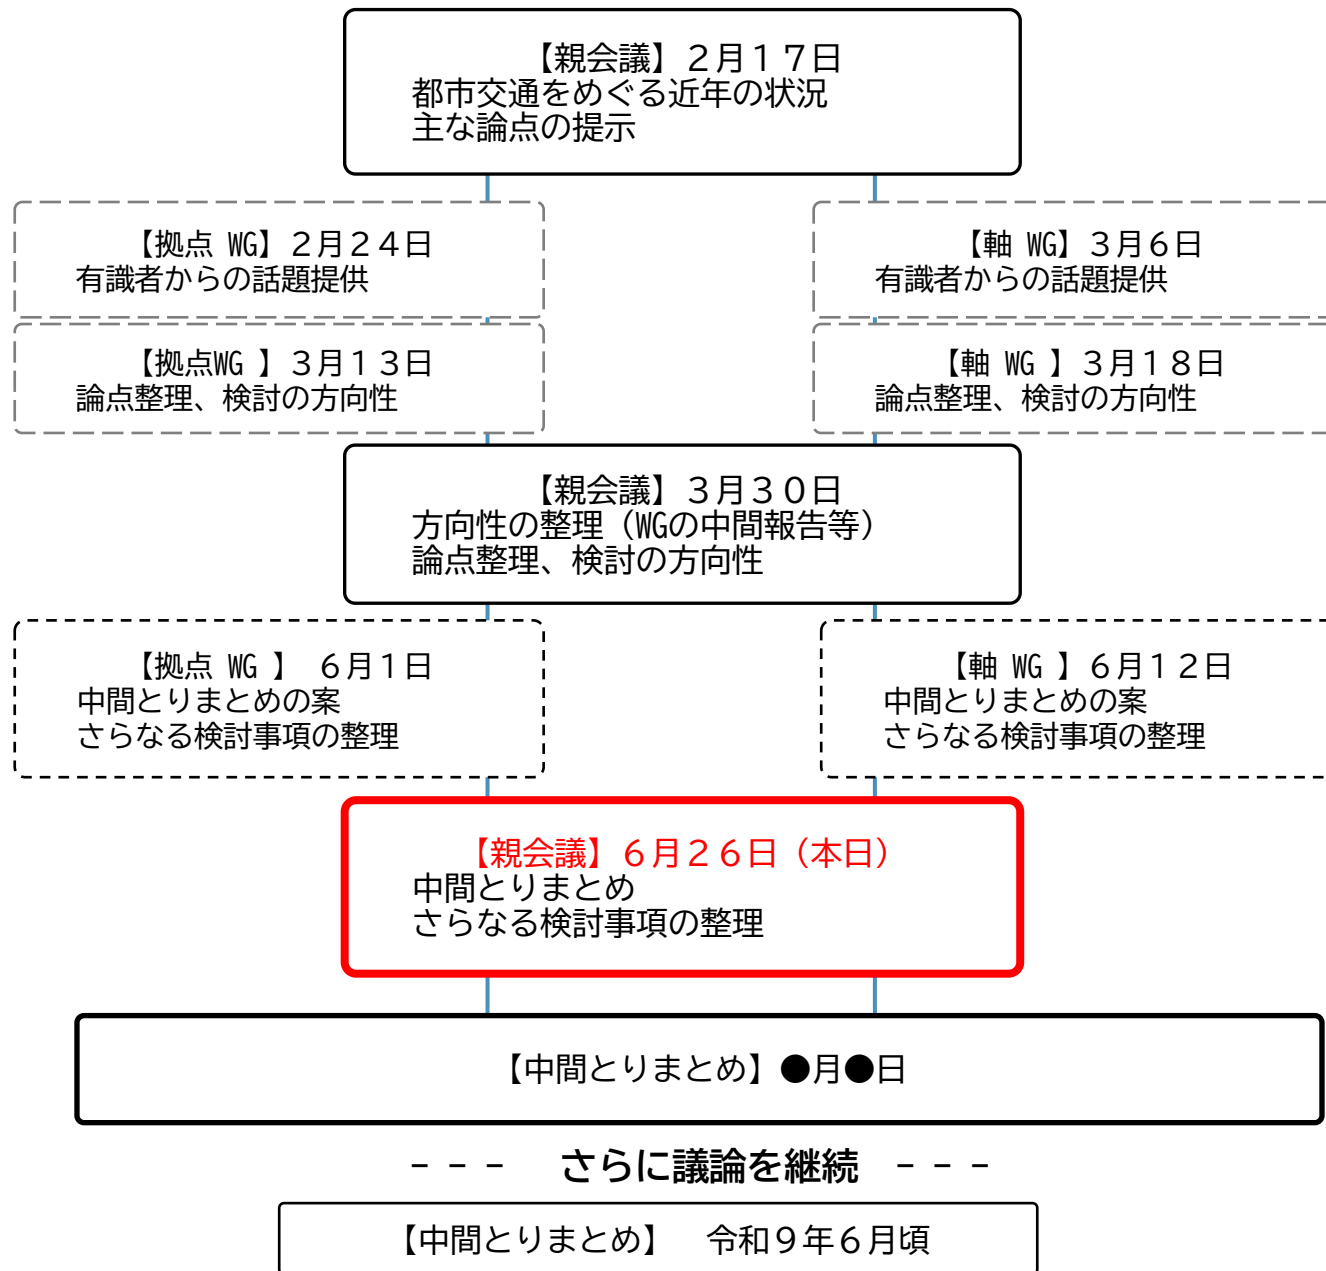 【親会議】２月１７日
都市交通をめぐる近年の状況
主な論点の提示
【拠点 WG】２月２４日
有識者からの話題提供
【軸 WG】３月６日
有識者からの話題提供
【拠点WG 】３月１３日
論点整理、検討の方向性
【軸 WG 】３月１８日
論点整理、検討の方向性
【親会議】３月３０日
方向性の整理（WGの中間報告等）
論点整理、検討の方向性
【拠点 WG 】 ６月１日
中間とりまとめの案
さらなる検討事項の整理
【軸 WG 】６月１２日
中間とりまとめの案
さらなる検討事項の整理
【親会議】６月２６日（本日）
中間とりまとめ
さらなる検討事項の整理
【中間とりまとめ】●月●日
- - - さらに議論を継続 - - -
【中間とりまとめ】　令和９年６月頃